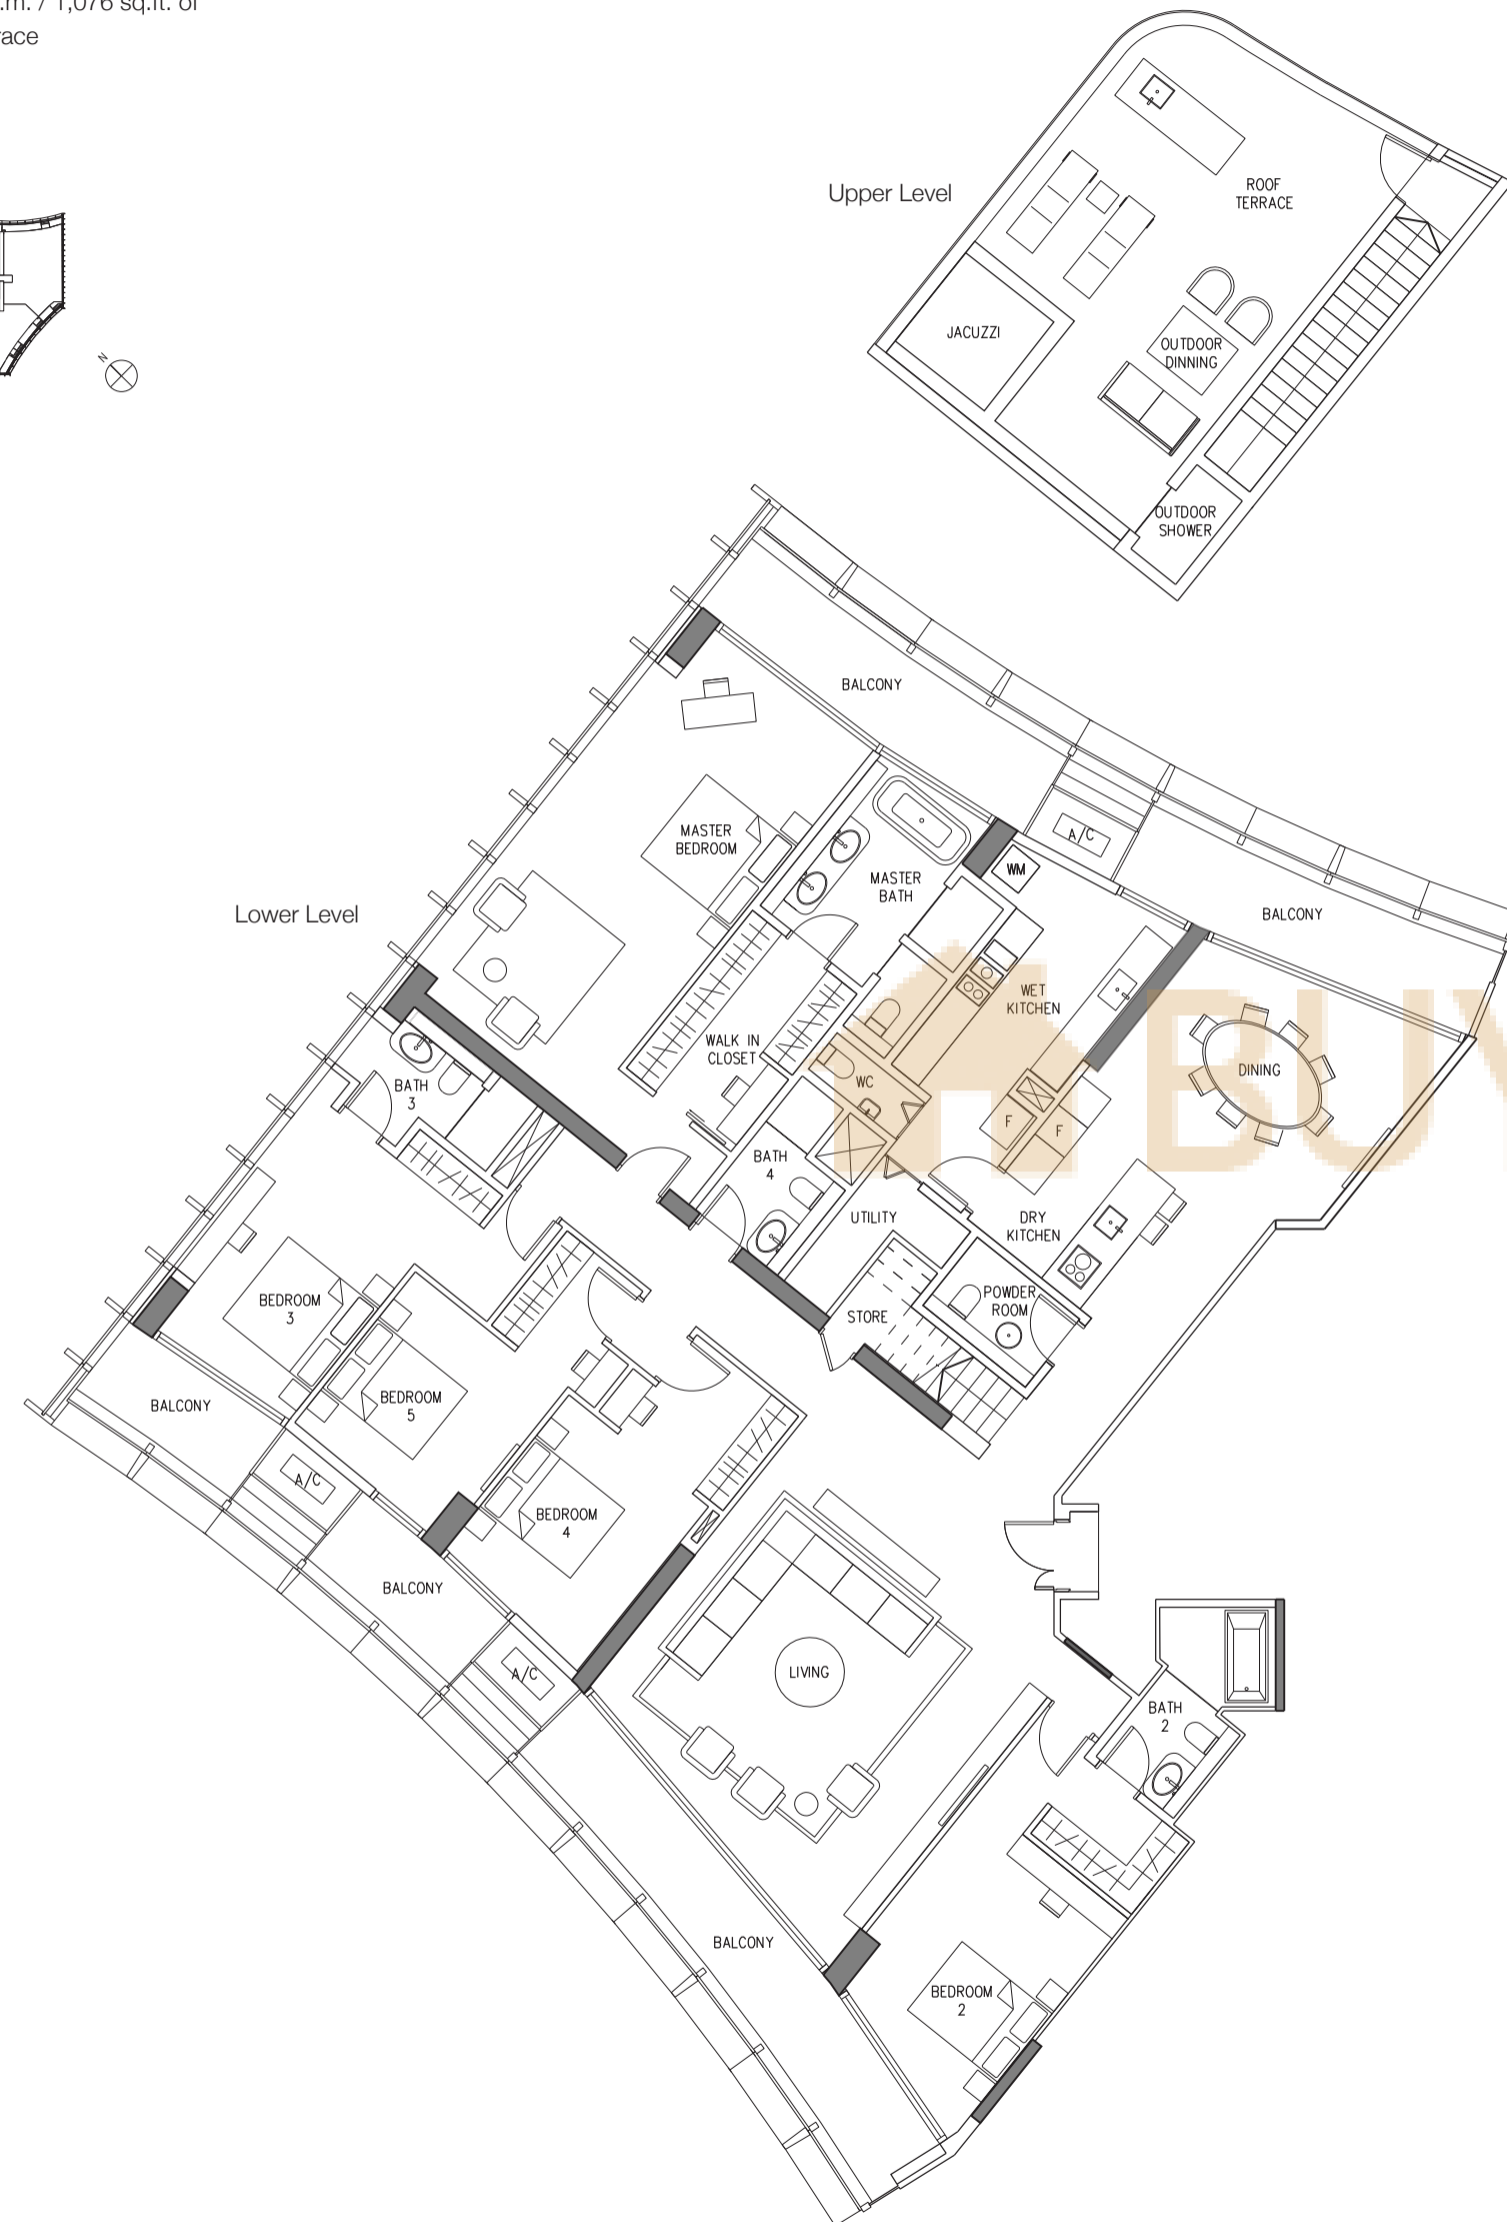 .m. / 1,076 sq.ft. of
race
N
Upper Level
ROOF
TERRACE
JACUZZI
OUTDOOR
DINNING
OUTDOOR
SHOWER
Lower Level
BALCONY
MASTER
BEDROOM
A/C
WM
MASTER
BATH
BALCONY
WET
KITCHEN
BUY
WALK IN
CLOSET
DINING
WC
BATH
3
F
F
BATH
4
UTILITY
DRY
KITCHEN
BEDROOM
3
POWDER
ROOM
STORE
BALCONY
BEDROOM
5
A/C
BEDROOM
4
BALCONY
A/C
LIVING
BATH
2
BALCONY
BEDROOM
2